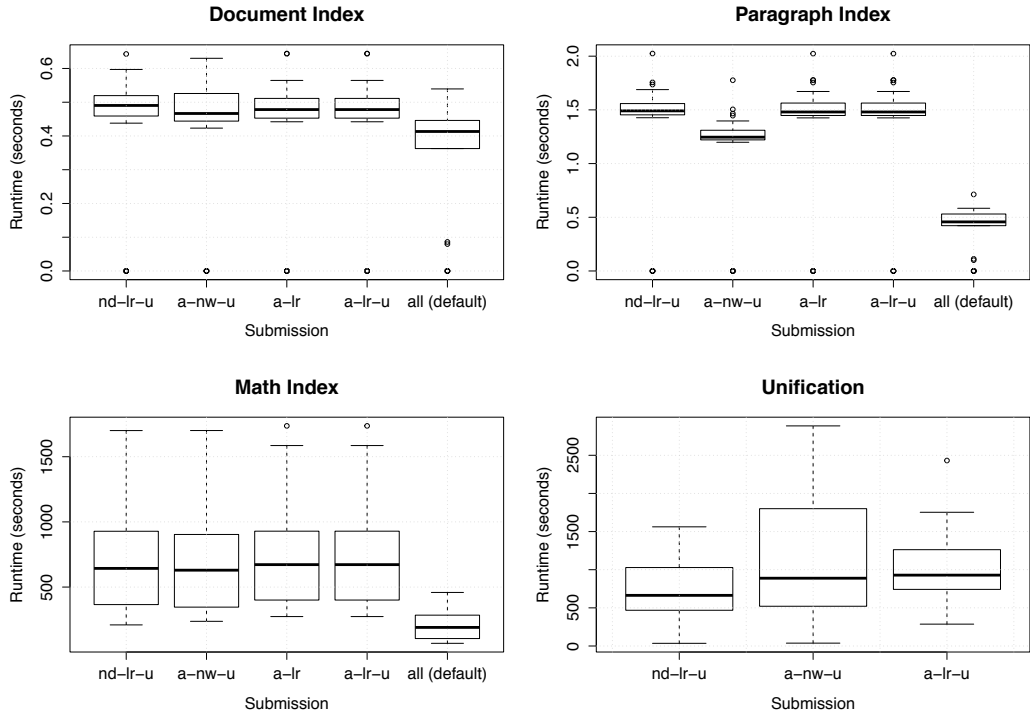 Document Index
Runtime (seconds)
0.6
0.4
0.2
0.0
nd−lr−u a−nw−u a−lr a−lr−u all (default)
Submission
Paragraph Index
Runtime (seconds)
2.0
1.5
1.0
0.5
0.0
nd−lr−u a−nw−u a−lr a−lr−u all (default)
Submission
Math Index
Runtime (seconds)
1500
1000
500
nd−lr−u a−nw−u a−lr a−lr−u all (default)
Submission
Unification
Runtime (seconds)
2500
1500
500
0
nd−lr−u a−nw−u a−lr−u
Submission